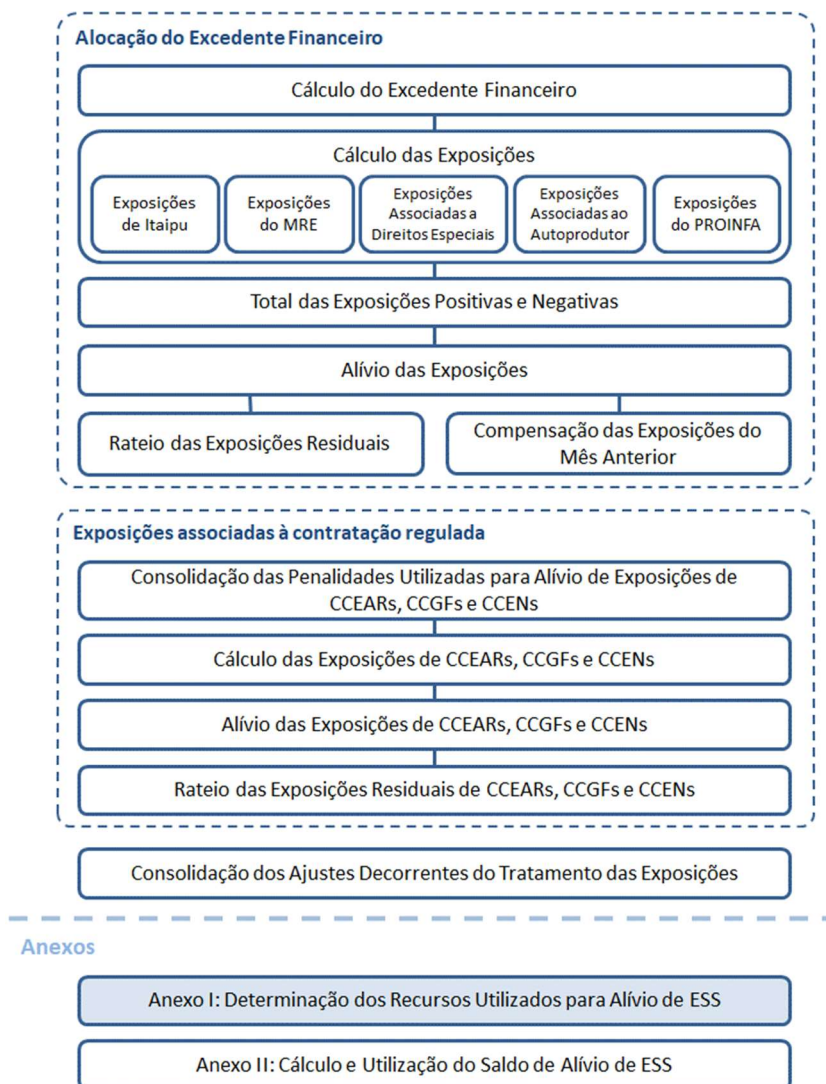 Alocação do Excedente Financeiro
Cálculo do Excedente Financeiro
Cálculo das Exposições
Exposições
de Itaipu
Exposições
do MRE
Exposições
Associadas a
Direitos Especiais
Exposições
Associadas ao
Autoprodutor
Exposições
do PROINFA
Total das Exposições Positivas e Negativas
Alívio das Exposições
Rateio das Exposições Residuais
Compensação das Exposições do
Mês Anterior
Exposições associadas à contratação regulada
Consolidação das Penalidades Utilizadas para Alívio de Exposições de
CCEARs, CCGFs e CCENs
Cálculo das Exposições de CCEARs, CCGFs e CCENs
Alívio das Exposições de CCEARs, CCGFs e CCENs
Rateio das Exposições Residuais de CCEARs, CCGFs e CCENs
Consolidação dos Ajustes Decorrentes do Tratamento das Exposições
Anexos
Anexo I: Determinação dos Recursos Utilizados para Alívio de ESS
Anexo II: Cálculo e Utilização do Saldo de Alívio de ESS